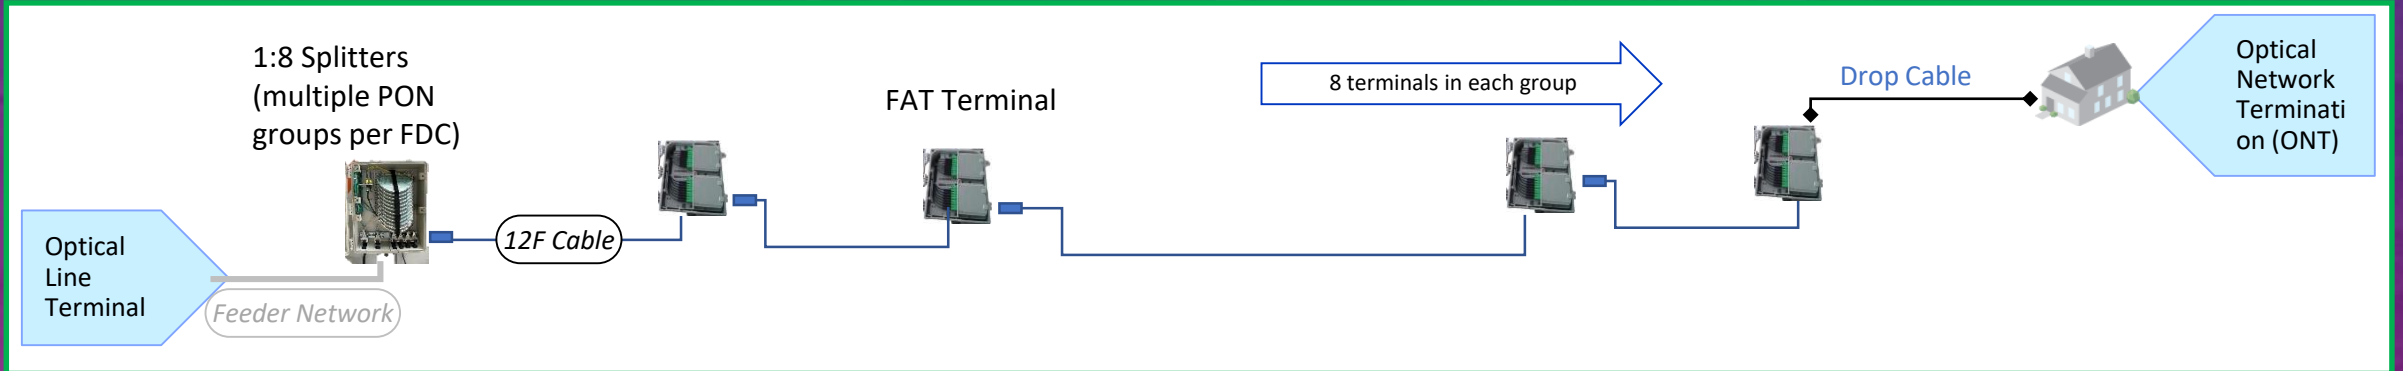 1:8 Splitters
(multiple PON
groups per FDC)
FAT Terminal
8 terminals in each group
Drop Cable
Optical
Network
Terminati
on (ONT)
12F Cable
Optical
Line
Terminal
Feeder Network